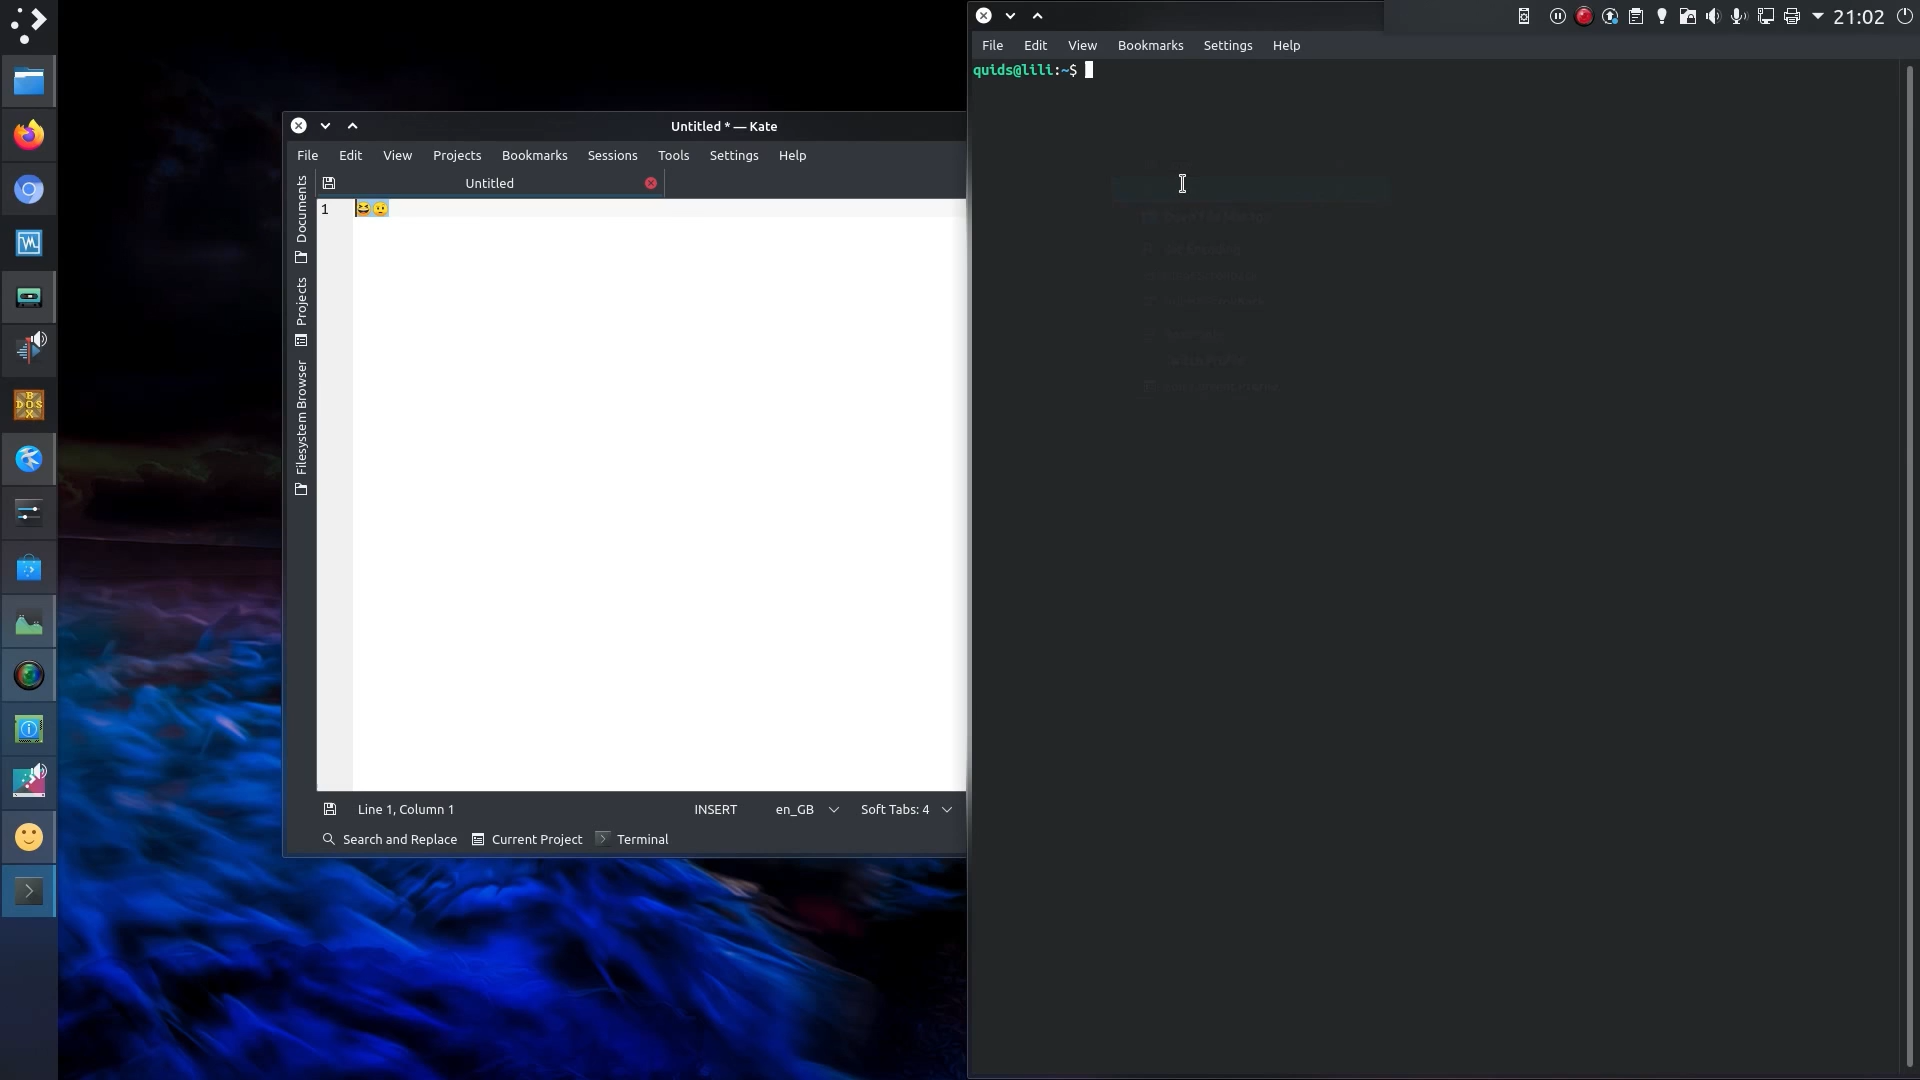 21:02
File Edit View Bookmarks Settings Help
quids@lili:~$
Untitled * — Kate
File Edit View Projects Bookmarks Sessions Tools Settings Help
Untitled
1 😆🫡
Documents
Projects
Filesystem Browser
DOS
BOX
Line 1, Column 1 INSERT en_GB Soft Tabs: 4
Search and Replace Current Project Terminal